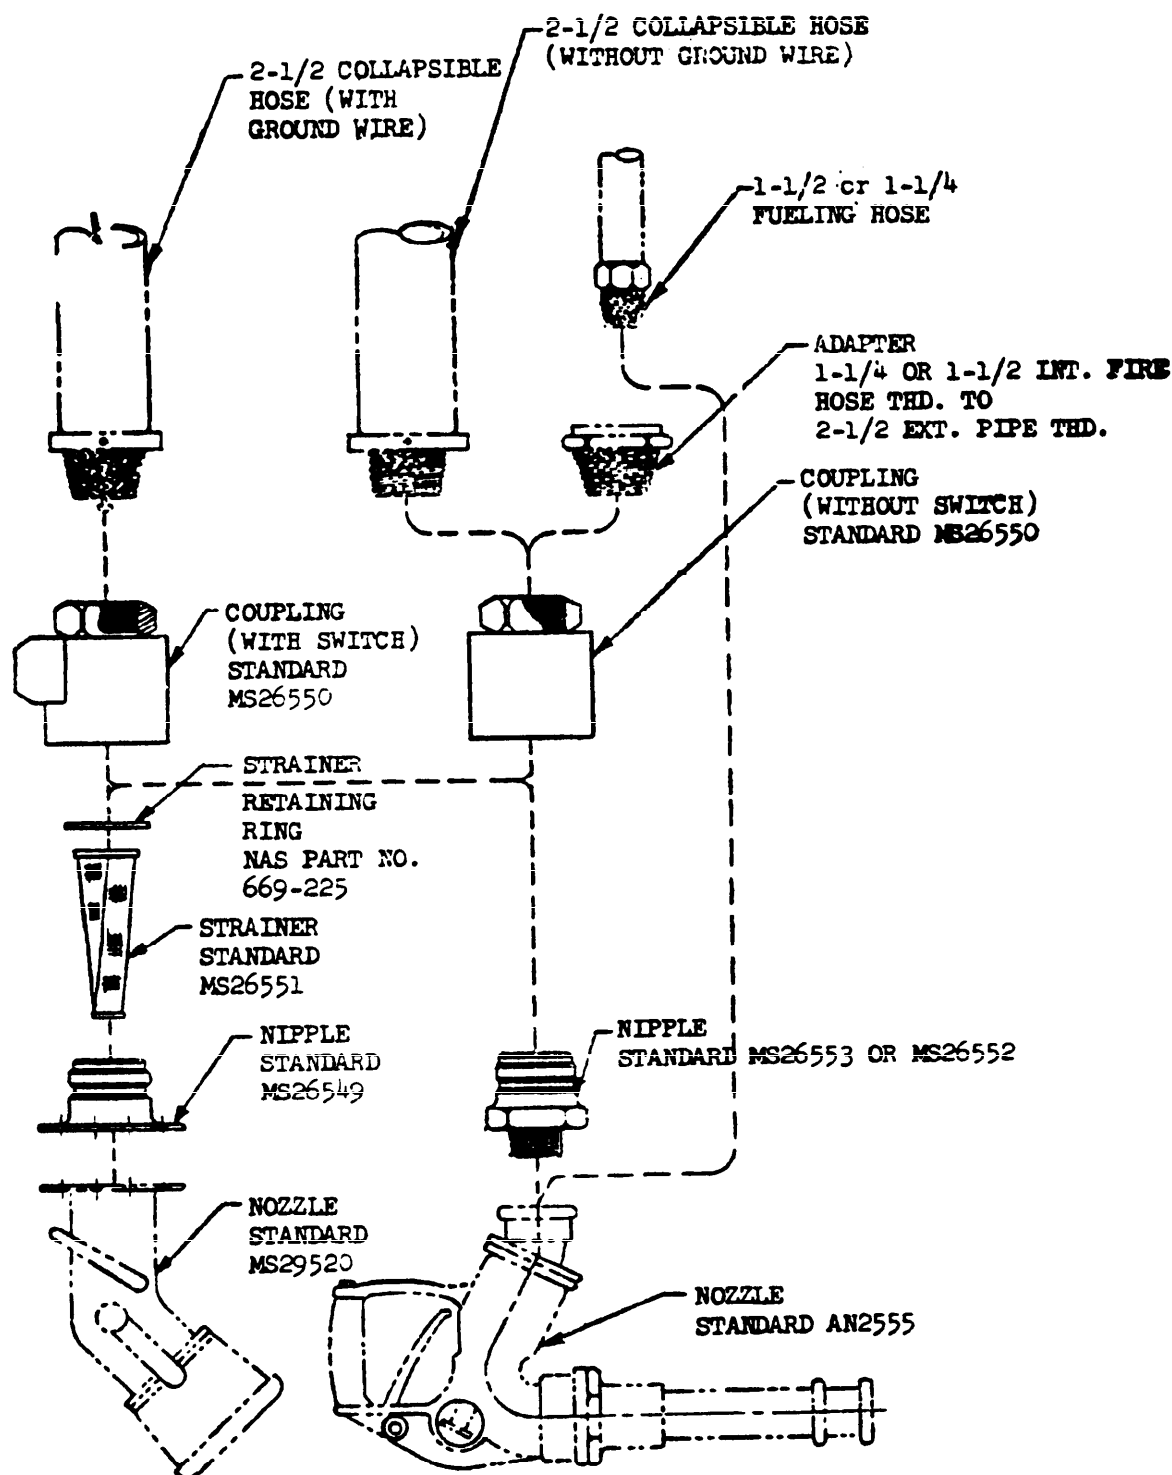 2-1/2 COLLAPSIBLE HOSE
(WITHOUT GROUND WIRE)
2-1/2 COLLAPSIBLE
HOSE (WITH
GROUND WIRE)
1-1/2 or 1-1/4
FUELING HOSE
ADAPTER
1-1/4 OR 1-1/2 INT. FIRE
HOSE THD. TO
2-1/2 EXT. PIPE THD.
COUPLING
(WITHOUT SWITCH)
STANDARD MS26550
COUPLING
(WITH SWITCH)
STANDARD
MS26550
STRAINER
RETAINING
RING
NAS PART NO.
669-225
STRAINER
STANDARD
MS26551
NIPPLE
STANDARD
MS26549
NIPPLE
STANDARD MS26553 OR MS26552
NOZZLE
STANDARD
MS29520
NOZZLE
STANDARD AN2555